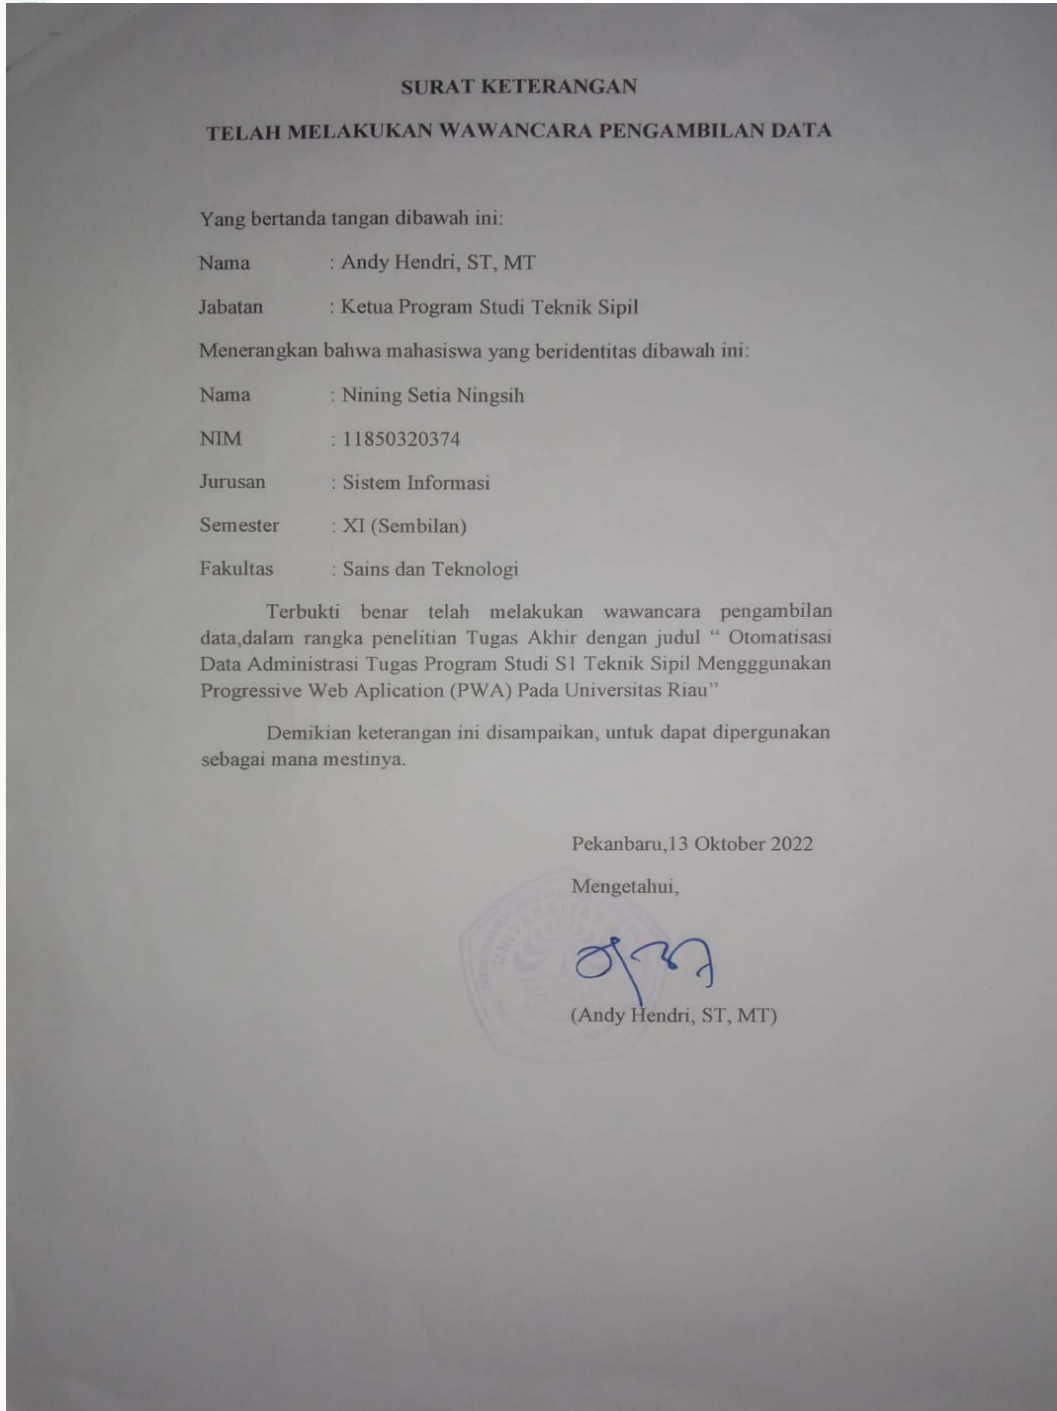 SURAT KETERANGAN
TELAH MELAKUKAN WAWANCARA PENGAMBILAN DATA
Yang bertanda tangan dibawah ini:
Nama : Andy Hendri, ST, MT
Jabatan : Ketua Program Studi Teknik Sipil
Menerangkan bahwa mahasiswa yang beridentitas dibawah ini:
Nama : Nining Setia Ningsih
NIM : 11850320374
Jurusan : Sistem Informasi
Semester : XI (Sembilan)
Fakultas : Sains dan Teknologi
Terbukti benar telah melakukan wawancara pengambilan
data,dalam rangka penelitian Tugas Akhir dengan judul “ Otomatisasi
Data Administrasi Tugas Program Studi S1 Teknik Sipil Mengggunakan
Progressive Web Aplication (PWA) Pada Universitas Riau”
Demikian keterangan ini disampaikan, untuk dapat dipergunakan
sebagai mana mestinya.
Pekanbaru,13 Oktober 2022
Mengetahui,
(Andy Hendri, ST, MT)